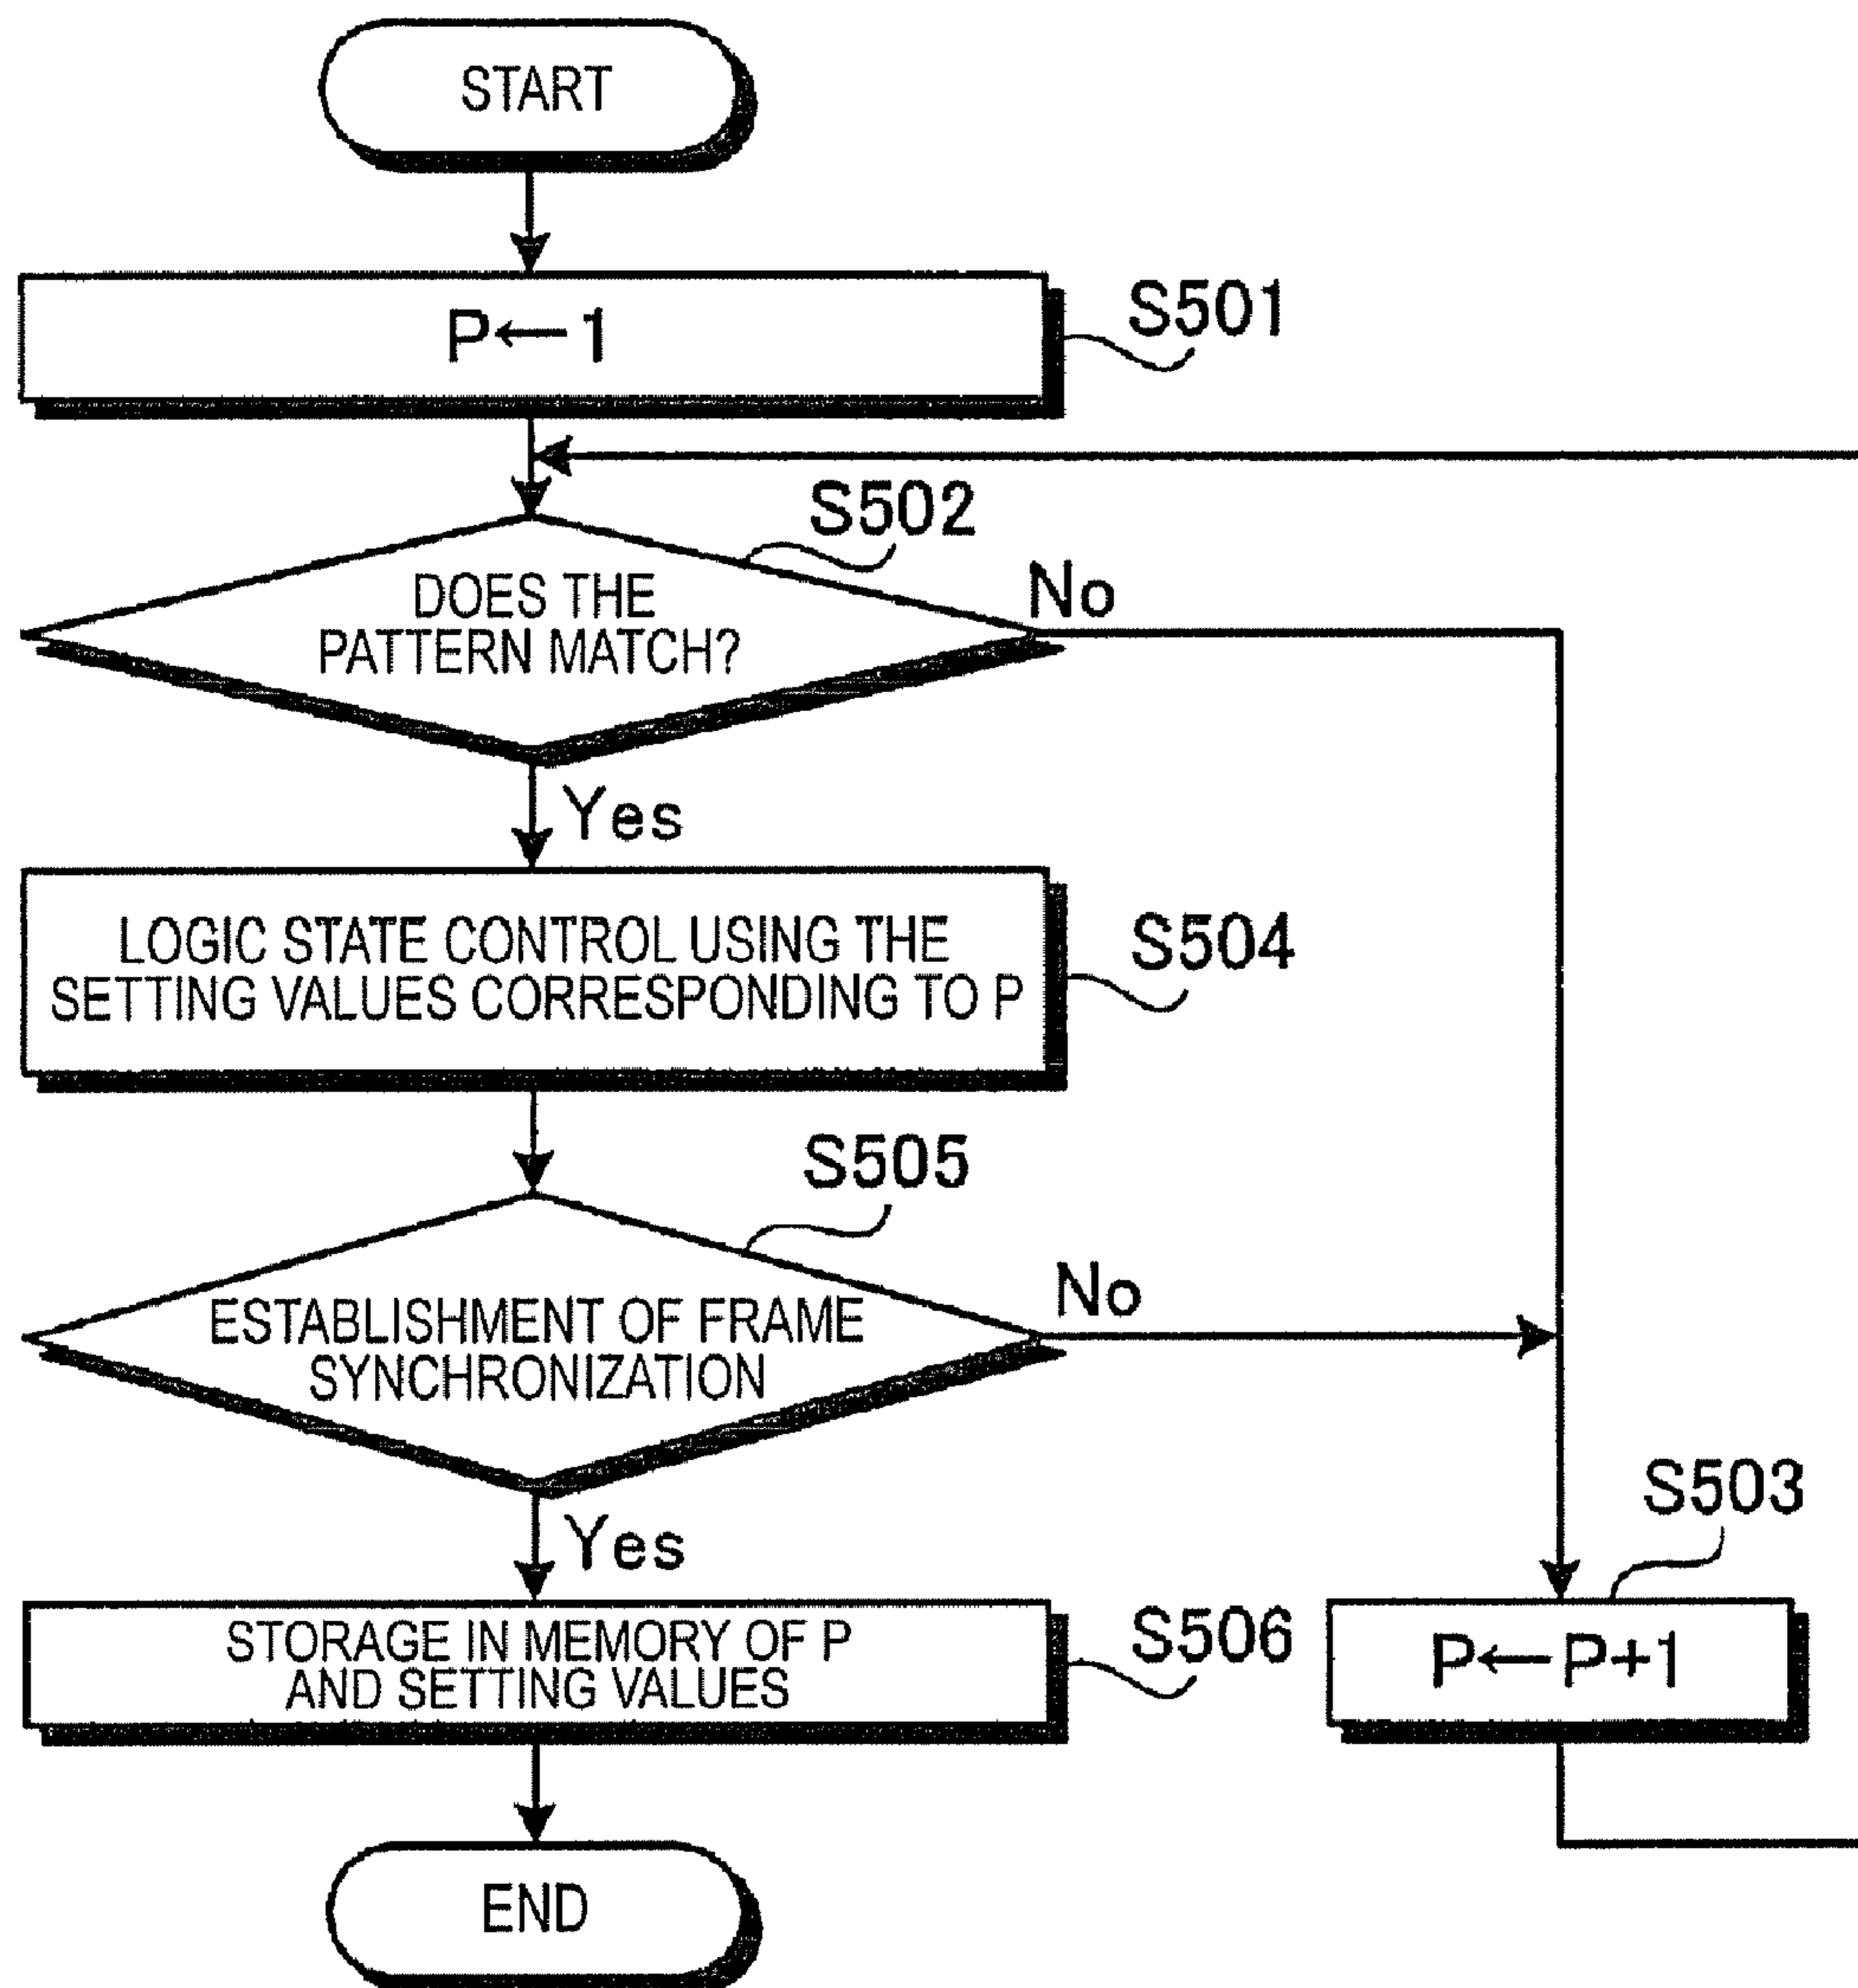 START
P←1
S501
S502
DOES THE
PATTERN MATCH?
No
Yes
LOGIC STATE CONTROL USING THE
SETTING VALUES CORRESPONDING TO P
S504
S505
ESTABLISHMENT OF FRAME
SYNCHRONIZATION
No
Yes
S503
STORAGE IN MEMORY OF P
AND SETTING VALUES
S506
P←P+1
END